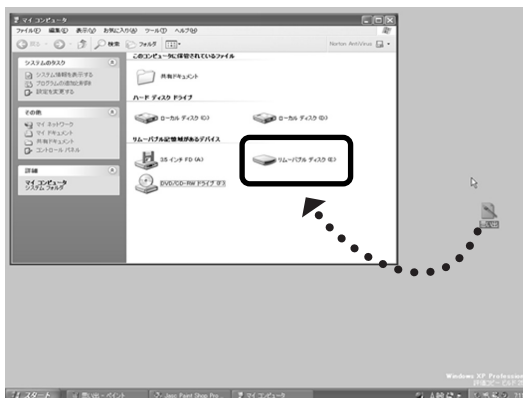 マイ コンピュータ
ファイル(F) 編集(E) 表示(V) お気に入り(A) ツール(T) ヘルプ(H)
戻る 検索 フォルダ Norton AntiVirus
システムのタスク
システム情報を表示する
プログラムの追加と削除
設定を変更する
その他
マイ ネットワーク
マイ ドキュメント
共有ドキュメント
コントロール パネル
詳細
マイ コンピュータ
システム フォルダ
このコンピュータに保管されているファイル
共有ドキュメント
ハード ディスク ドライブ
ローカル ディスク (C:) ローカル ディスク (D:)
リムーバブル記憶域があるデバイス
3.5 インチ FD (A:) リムーバブル ディスク (E:)
DVD/CD-RW ドライブ (F:)
Windows XP Professional
スタート Jasc Paint Shop Pro マイ コンピュータ